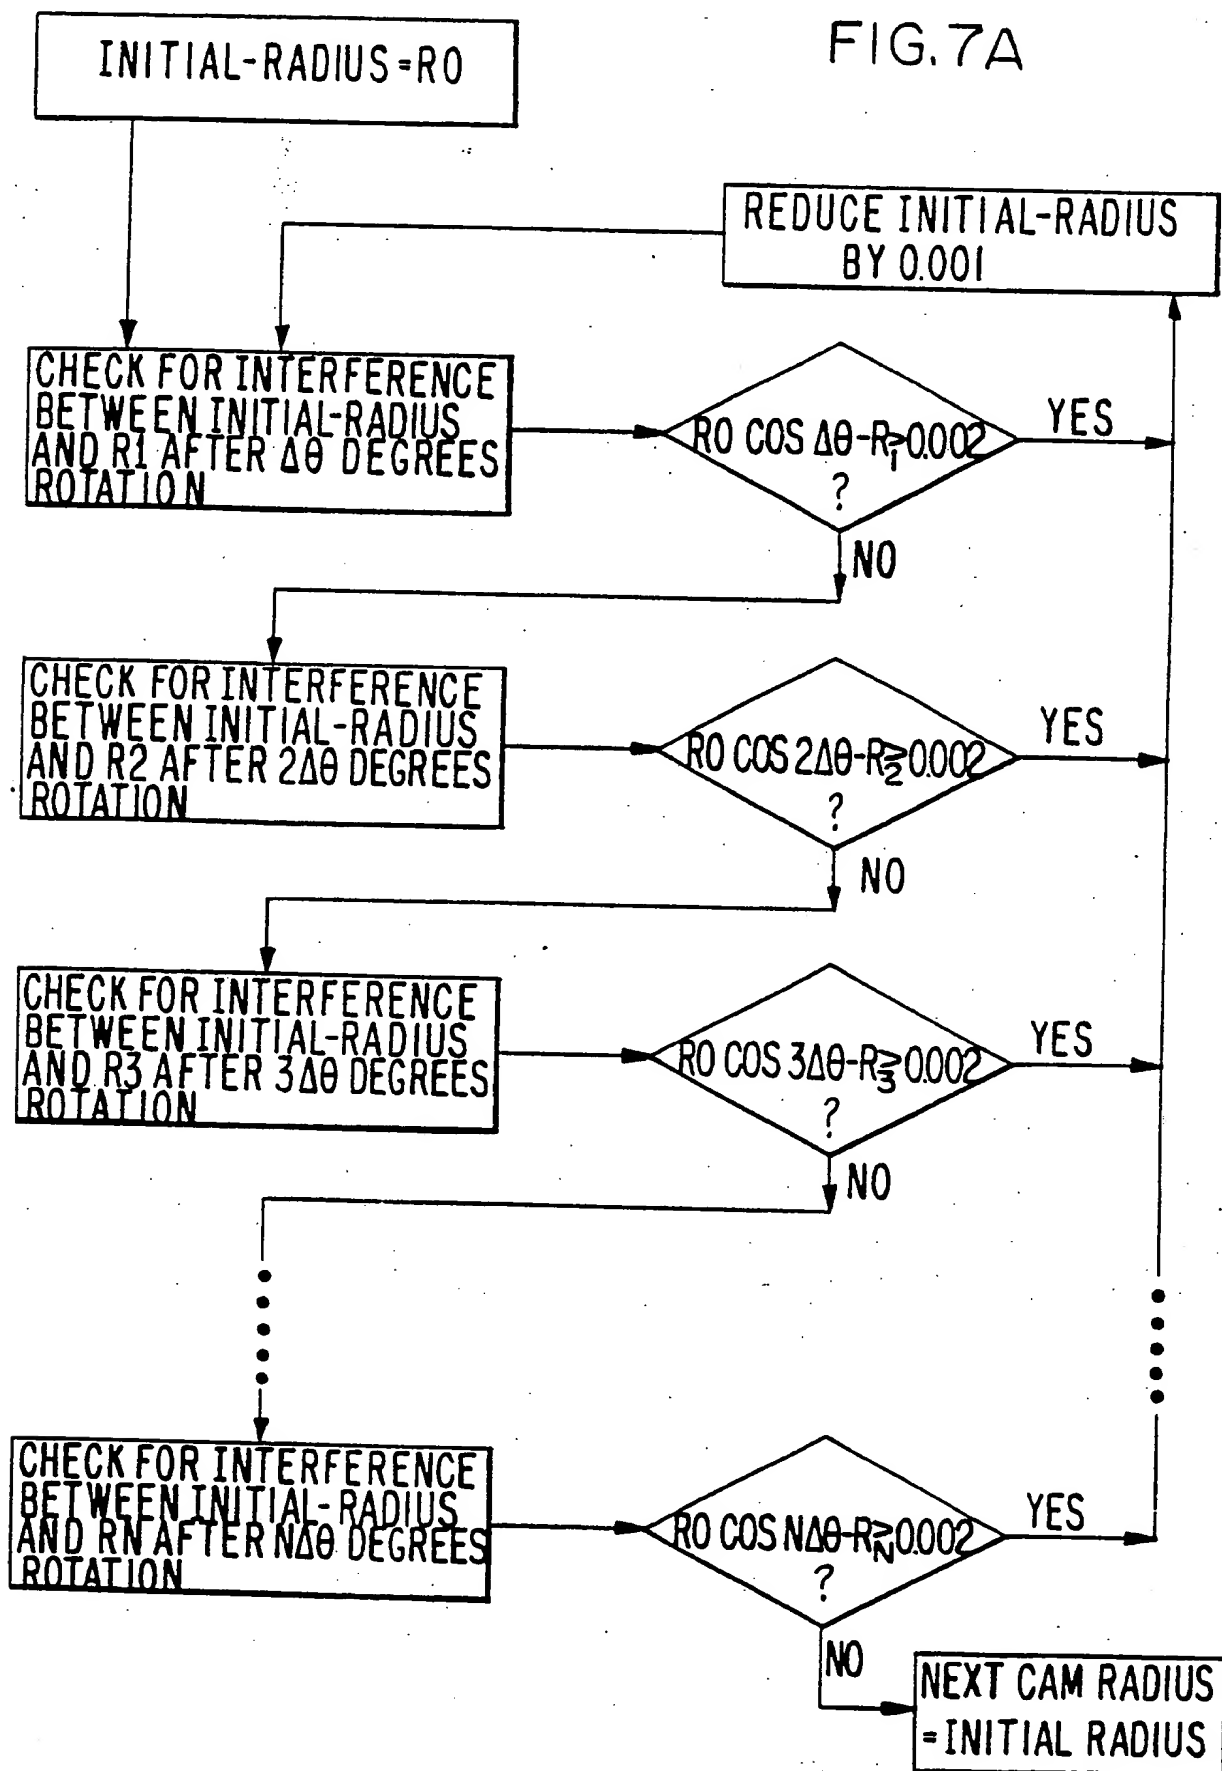 FIG. 7A
INITIAL-RADIUS=R0
REDUCE INITIAL-RADIUS
BY 0.001
CHECK FOR INTERFERENCE
BETWEEN INITIAL-RADIUS
AND R1 AFTER Δθ DEGREES
ROTATION
R0 COS Δθ-R1≥0.002
?
YES
NO
CHECK FOR INTERFERENCE
BETWEEN INITIAL-RADIUS
AND R2 AFTER 2Δθ DEGREES
ROTATION
R0 COS 2Δθ-R2≥0.002
?
YES
NO
CHECK FOR INTERFERENCE
BETWEEN INITIAL-RADIUS
AND R3 AFTER 3Δθ DEGREES
ROTATION
R0 COS 3Δθ-R3≥0.002
?
YES
NO
CHECK FOR INTERFERENCE
BETWEEN INITIAL-RADIUS
AND RN AFTER NΔθ DEGREES
ROTATION
R0 COS NΔθ-RN≥0.002
?
YES
NO
NEXT CAM RADIUS
=INITIAL RADIUS